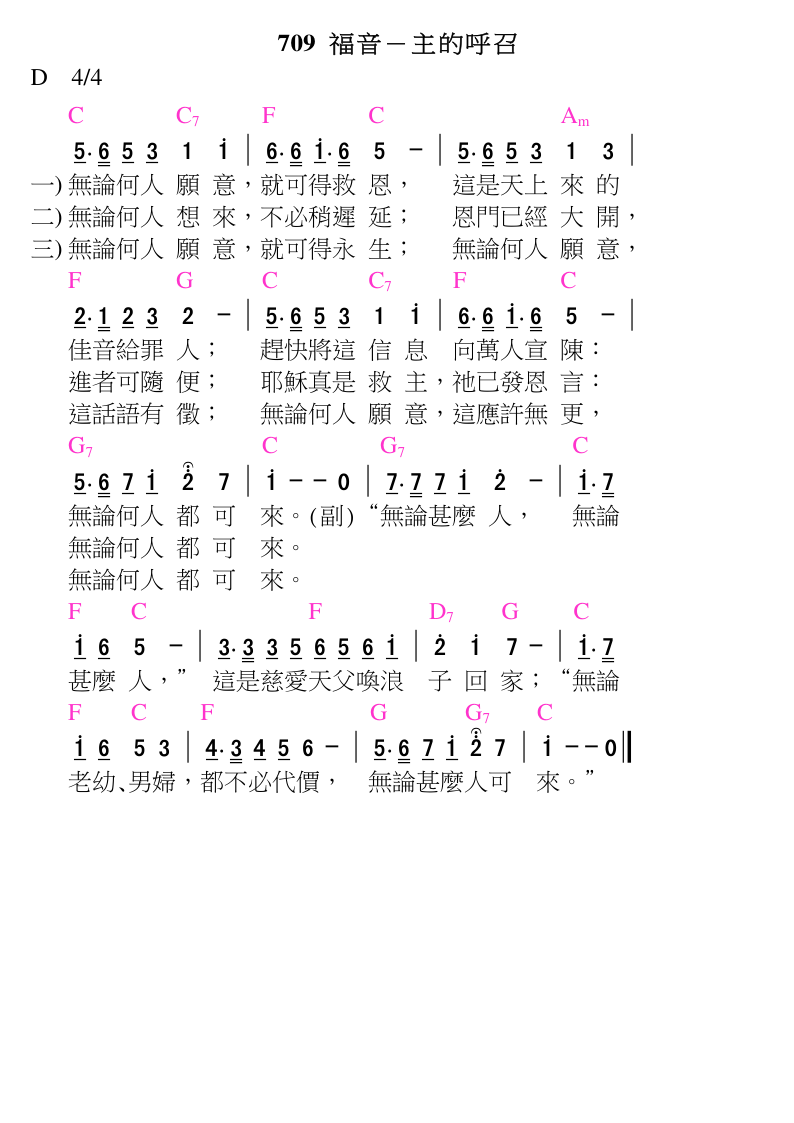 709 福音－主的呼召
D 4/4
C C7 F C Am
5· 6 5 3 1 i | 6· 6 i· 6 5 － | 5· 6 5 3 1 3 |
一) 無論何人 願 意，就可得救 恩， 這是天上 來 的
二) 無論何人 想 來，不必稍遲 延； 恩門已經 大 開，
三) 無論何人 願 意，就可得永 生； 無論何人 願 意，
F G C C7 F C
2· 1 2 3 2 － | 5· 6 5 3 1 i | 6· 6 i· 6 5 － |
佳音給罪 人； 趕快將這 信 息 向萬人宣 陳：
進者可隨 便； 耶穌真是 救 主，祂已發恩 言：
這話語有 徵； 無論何人 願 意，這應許無 更，
G7 C G7 C
5· 6 7 i 2̇ 7 | i － － 0 | 7· 7 7 i 2̇ － | i· 7
無論何人 都 可 來。(副)“無論甚麼 人， 無論
無論何人 都 可 來。
無論何人 都 可 來。
F C F D7 G C
i 6 5 － | 3· 3 3 5 6 5 6 i | 2̇ i 7 － | i· 7
甚麼 人，” 這是慈愛天父喚浪 子 回 家；“無論
F C F G G7 C
i 6 5 3 | 4· 3 4 5 6 － | 5· 6 7 i 2̇ 7 | i － － 0 ‖
老幼、男婦，都不必代價， 無論甚麼人可 來。”